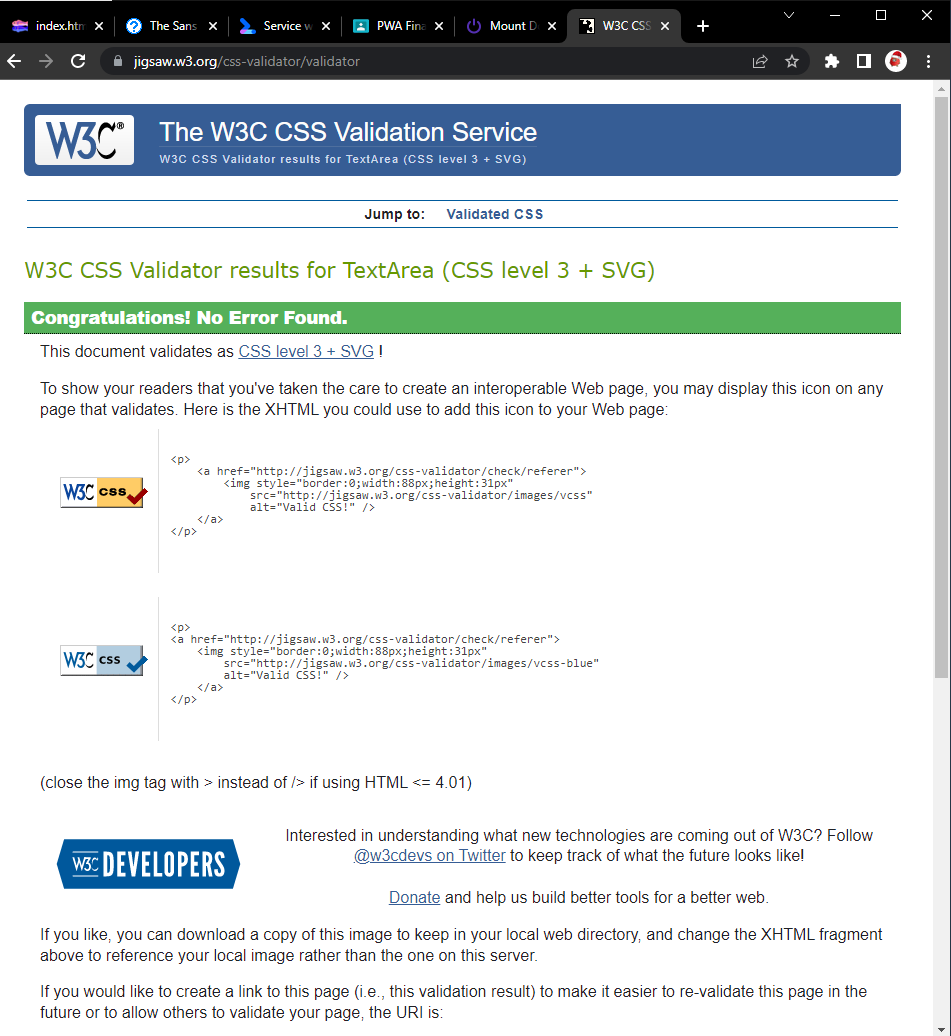 index.htm
The Sans
Service w
PWA Fina
Mount D
W3C CSS
jigsaw.w3.org/css-validator/validator
W3C®
The W3C CSS Validation Service
W3C CSS Validator results for TextArea (CSS level 3 + SVG)
Jump to: Validated CSS
W3C CSS Validator results for TextArea (CSS level 3 + SVG)
Congratulations! No Error Found.
This document validates as CSS level 3 + SVG !
To show your readers that you've taken the care to create an interoperable Web page, you may display this icon on any
page that validates. Here is the XHTML you could use to add this icon to your Web page:
W3C css
<p>
    <a href="http://jigsaw.w3.org/css-validator/check/referer">
        <img style="border:0;width:88px;height:31px"
            src="http://jigsaw.w3.org/css-validator/images/vcss"
            alt="Valid CSS!" />
    </a>
</p>
W3C css
<p>
<a href="http://jigsaw.w3.org/css-validator/check/referer">
    <img style="border:0;width:88px;height:31px"
        src="http://jigsaw.w3.org/css-validator/images/vcss-blue"
        alt="Valid CSS!" />
    </a>
</p>
(close the img tag with > instead of /> if using HTML <= 4.01)
W3C DEVELOPERS
Interested in understanding what new technologies are coming out of W3C? Follow
@w3cdevs on Twitter to keep track of what the future looks like!
Donate and help us build better tools for a better web.
If you like, you can download a copy of this image to keep in your local web directory, and change the XHTML fragment
above to reference your local image rather than the one on this server.
If you would like to create a link to this page (i.e., this validation result) to make it easier to re-validate this page in the
future or to allow others to validate your page, the URI is: